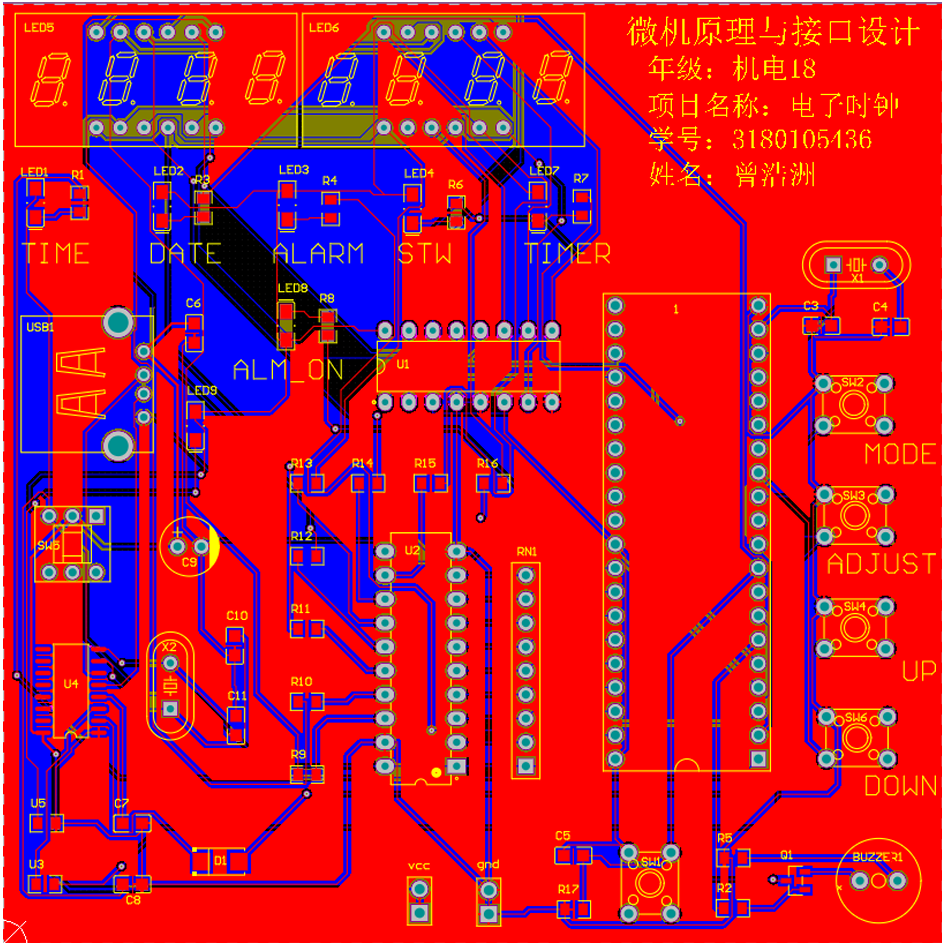 LED5
LED6
微机原理与接口设计
年级：机电18
项目名称：电子时钟
学号：3180105436
姓名：曾浩洲
LED1
R1
LED2
R3
LED3
R4
LED4
R6
LED7
R7
TIME
DATE
ALARM
STW
TIMER
X1
LED8
R8
C6
USB1
1
C3
C4
U1
ALM_ON
LED9
SW2
MODE
R13
R14
R15
R16
SW3
SW5
C9
R12
U2
RN1
ADJUST
C10
R11
SW4
X2
U4
UP
C11
R10
SW6
R9
DOWN
U5
C7
D1
U3
C8
vcc
gnd
C5
SW1
R5
Q1
BUZZER1
R17
R2